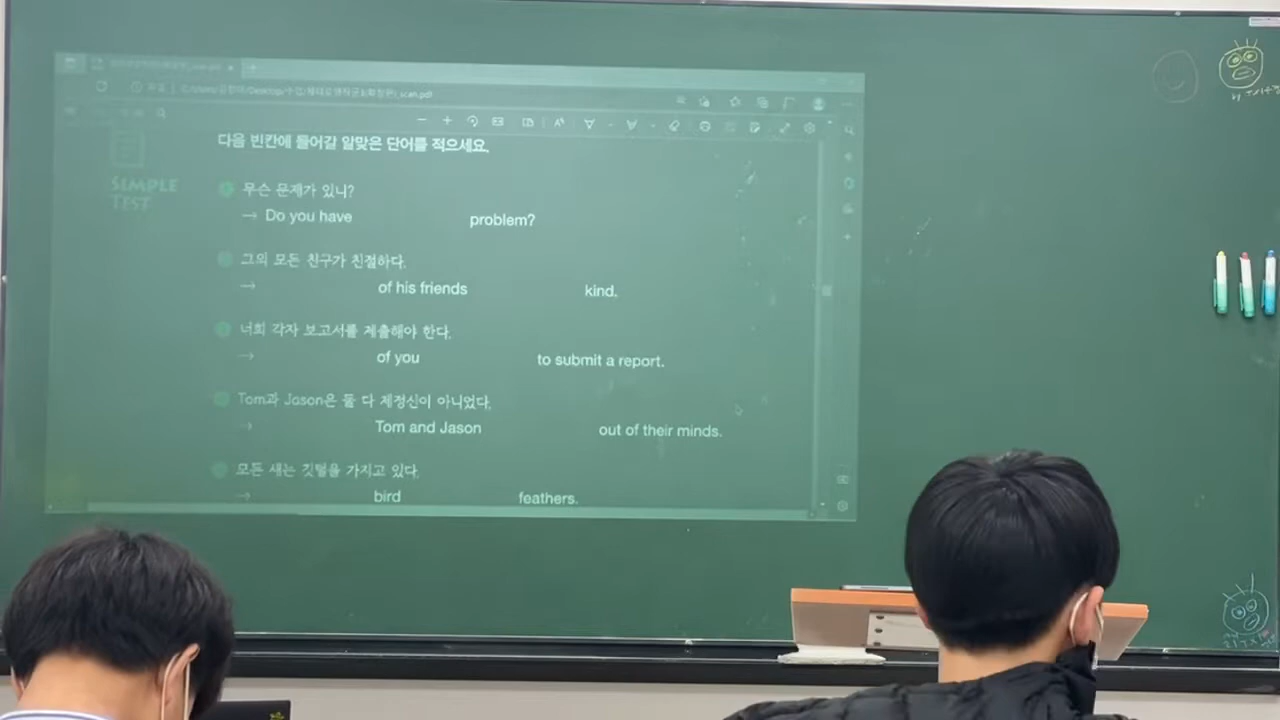 다음 빈칸에 들어갈 알맞은 단어를 적으세요.
SIMPLE
TEST
무슨 문제가 있니?
→ Do you have problem?
그의 모든 친구가 친절하다.
→ of his friends kind.
너희 각자 보고서를 제출해야 한다.
→ of you to submit a report.
Tom과 Jason은 둘 다 제정신이 아니었다.
→ Tom and Jason out of their minds.
모든 새는 깃털을 가지고 있다.
→ bird feathers.